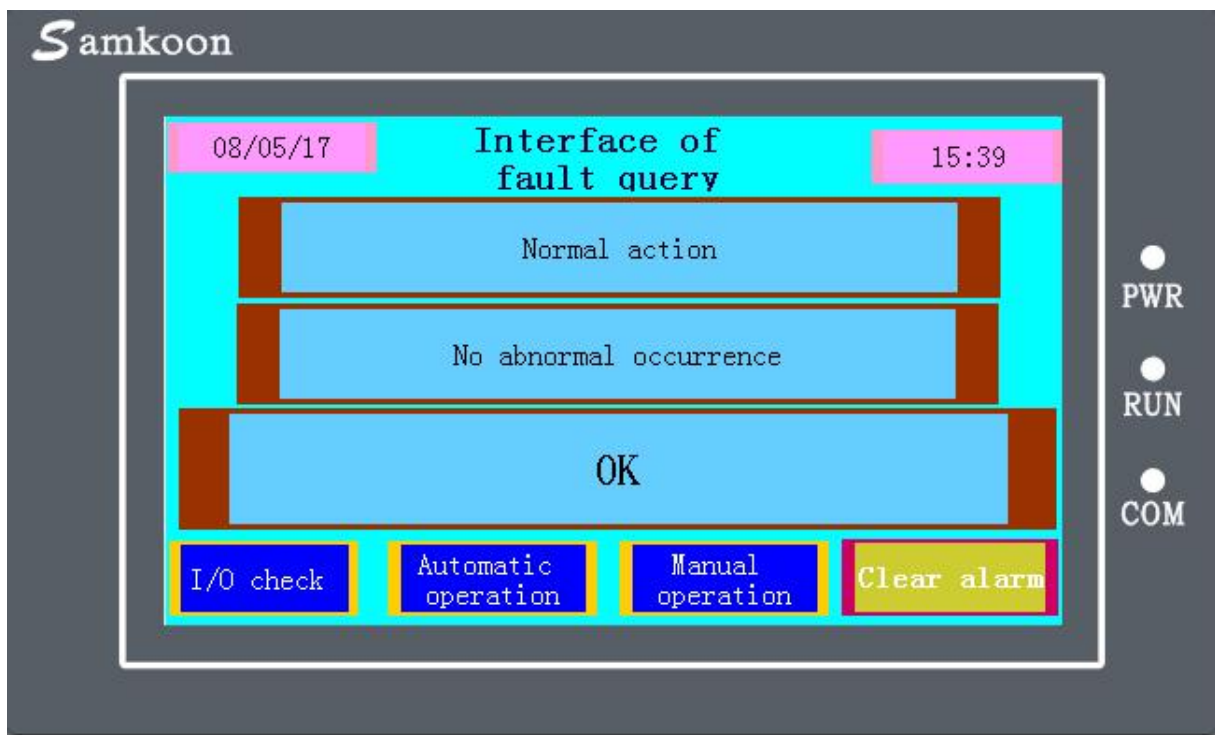 Samkoon
08/05/17
Interface of
fault query
15:39
Normal action
No abnormal occurrence
OK
PWR
RUN
COM
I/O check
Automatic
operation
Manual
operation
Clear alarm